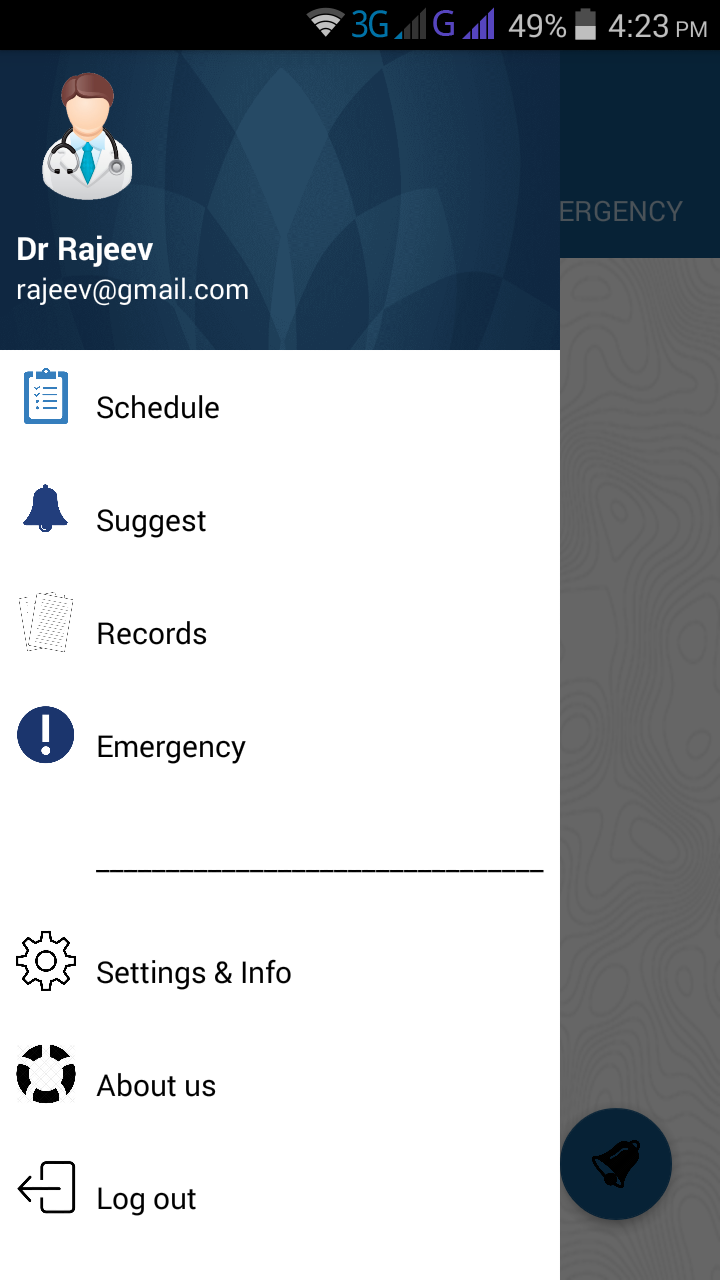 3G G 49% 4:23 PM
ERGENCY
Dr Rajeev
rajeev@gmail.com
Schedule
Suggest
Records
Emergency
Settings & Info
About us
Log out